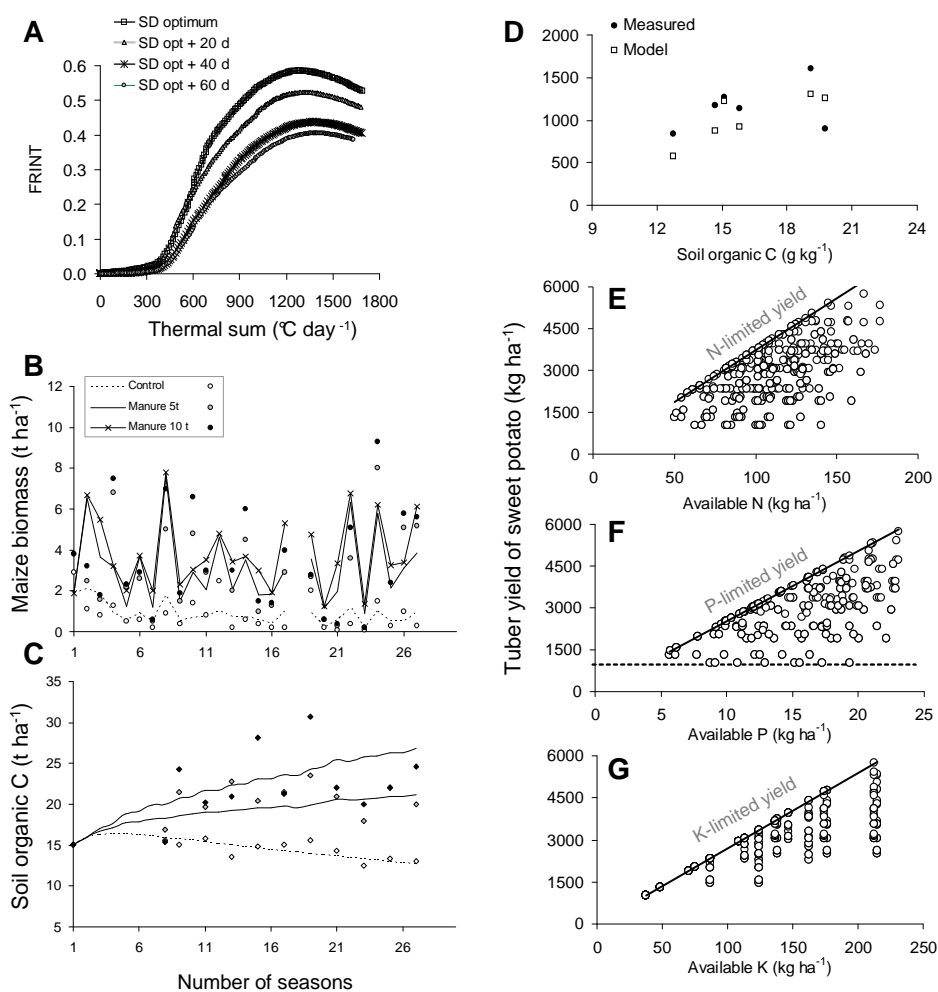 A
SD optimum
SD opt + 20 d
SD opt + 40 d
SD opt + 60 d
0.6
0.5
0.4
0.3
0.2
0.1
0.0
FRINT
0 300 600 900 1200 1500 1800
Thermal sum (°C day -1)
B
Control
Manure 5t
Manure 10 t
12
10
8
6
4
2
0
Maize biomass (t ha-1)
1 6 11 16 21 26
C
35
30
25
20
15
10
5
Soil organic C (t ha-1)
1 6 11 16 21 26
Number of seasons
D
Measured
Model
2000
1500
1000
500
0
9 12 15 18 21 24
Soil organic C (g kg-1)
Tuber yield of sweet potato (kg ha-1)
E
N-limited yield
6000
4500
3000
1500
0
0 50 100 150 200
Available N (kg ha-1)
F
P-limited yield
6000
4500
3000
1500
0
0 5 10 15 20 25
Available P (kg ha-1)
G
K-limited yield
6000
4500
3000
1500
0
0 50 100 150 200 250
Available K (kg ha-1)